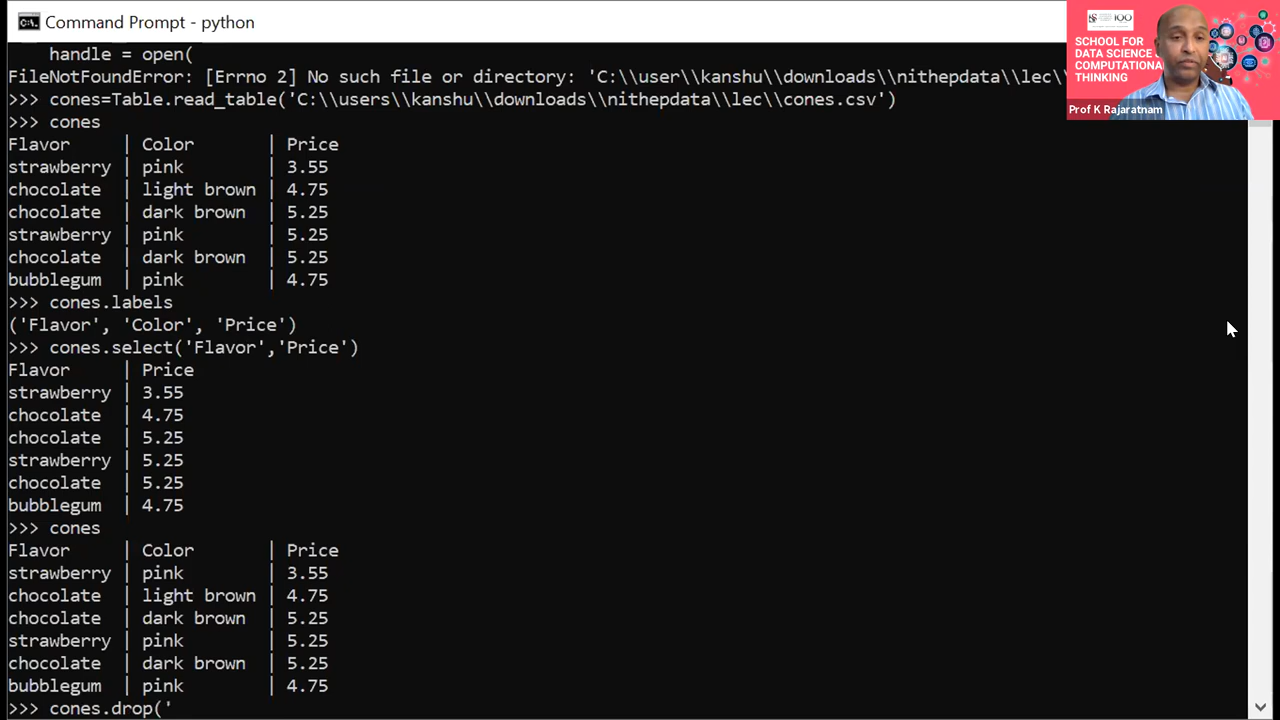 Command Prompt - python
handle = open(
FileNotFoundError: [Errno 2] No such file or directory: 'C:\\user\\kanshu\\downloads\\nithepdata\\lec\\
>>> cones=Table.read_table('C:\\users\\kanshu\\downloads\\nithepdata\\lec\\cones.csv')
>>> cones
Flavor | Color | Price
strawberry | pink | 3.55
chocolate | light brown | 4.75
chocolate | dark brown | 5.25
strawberry | pink | 5.25
chocolate | dark brown | 5.25
bubblegum | pink | 4.75
>>> cones.labels
('Flavor', 'Color', 'Price')
>>> cones.select('Flavor','Price')
Flavor | Price
strawberry | 3.55
chocolate | 4.75
chocolate | 5.25
strawberry | 5.25
chocolate | 5.25
bubblegum | 4.75
>>> cones
Flavor | Color | Price
strawberry | pink | 3.55
chocolate | light brown | 4.75
chocolate | dark brown | 5.25
strawberry | pink | 5.25
chocolate | dark brown | 5.25
bubblegum | pink | 4.75
>>> cones.drop('
100
SCHOOL FOR
DATA SCIENCE
COMPUTATIONAL
THINKING
Prof K Rajaratnam